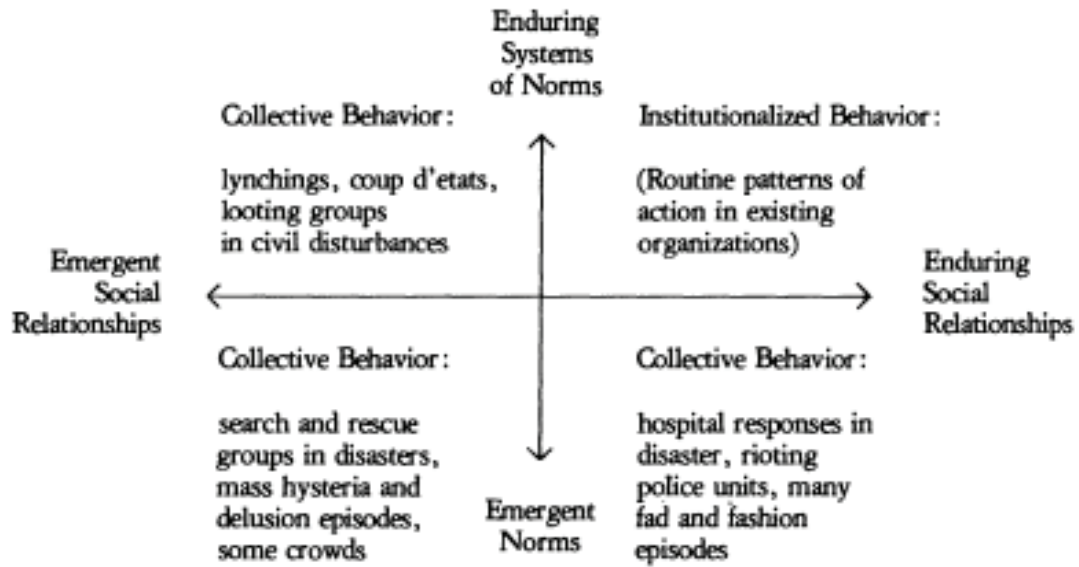 Enduring
Systems
of Norms
Collective Behavior:
lynchings, coup d'etats,
looting groups
in civil disturbances
Institutionalized Behavior:
(Routine patterns of
action in existing
organizations)
Emergent
Social
Relationships
Enduring
Social
Relationships
Collective Behavior:
search and rescue
groups in disasters,
mass hysteria and
delusion episodes,
some crowds
Emergent
Norms
Collective Behavior:
hospital responses in
disaster, rioting
police units, many
fad and fashion
episodes